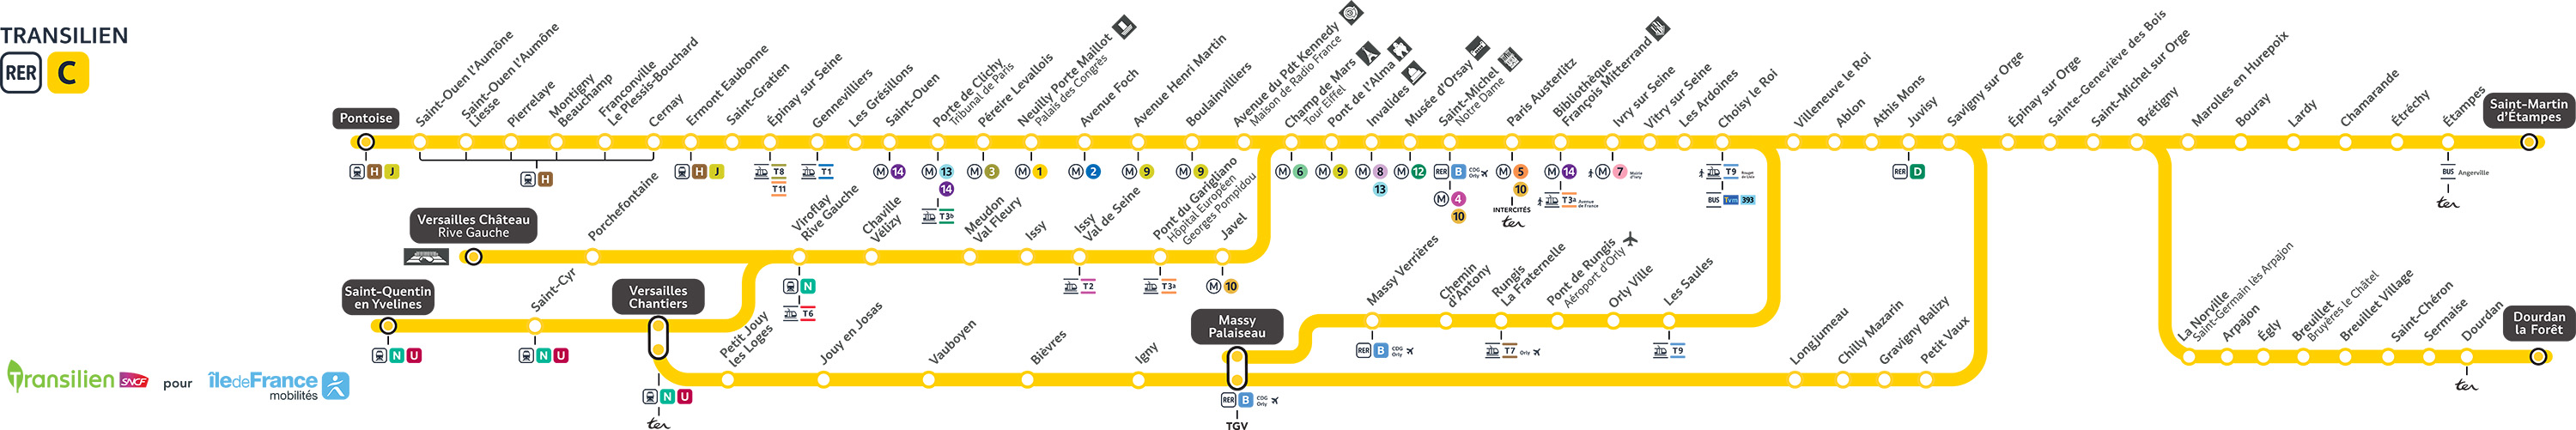 TRANSILIEN
RER C
Pontoise
Saint-Ouen l'Aumône
Saint-Ouen l'Aumône
Liesse
Pierrelaye
Montigny
Beauchamp
Franconville
Le Plessis-Bouchard
Cernay
Ermont Eaubonne
Saint-Gratien
Épinay sur Seine
Gennevilliers
Les Grésillons
Saint-Ouen
Porte de Clichy
Tribunal de Paris
Péreire Levallois
Neuilly Porte Maillot
Palais des Congrès
Avenue Foch
Avenue Henri Martin
Boulainvilliers
Avenue du Pdt Kennedy
Maison de Radio France
Champ de Mars
Tour Eiffel
Pont de l'Alma
Invalides
Musée d'Orsay
Saint-Michel
Notre Dame
Paris Austerlitz
Bibliothèque
François Mitterrand
Ivry sur Seine
Vitry sur Seine
Les Ardoines
Choisy le Roi
Villeneuve le Roi
Ablon
Athis Mons
Juvisy
Savigny sur Orge
Épinay sur Orge
Sainte-Geneviève des Bois
Saint-Michel sur Orge
Brétigny
Marolles en Hurepoix
Bouray
Lardy
Chamarande
Étréchy
Étampes
Saint-Martin
d'Étampes
H J
H
H J
T8
T11
T1
M 14
M 13
14
T3b
M 3
M 1
M 2
M 9
M 9
M 6
M 9
M 8
13
M 12
RER B CDG
Orly
M 4
10
M 5
10
INTERCITÉS
ter
M 14
T3a Avenue
de France
M 7 Mairie
d'Ivry
T9 Rouget
de Lisle
BUS Tvm 393
RER D
BUS Angerville
ter
Versailles Château
Rive Gauche
Porchefontaine
Viroflay
Rive Gauche
Chaville
Vélizy
Meudon
Val Fleury
Issy
Issy
Val de Seine
Pont du Garigliano
Hôpital Européen
Georges Pompidou
Javel
N
T6
T2
T3a
M 10
Saint-Quentin
en Yvelines
Saint-Cyr
Versailles
Chantiers
N U
N U
N U
ter
Petit Jouy
les Loges
Jouy en Josas
Vauboyen
Bièvres
Igny
Massy
Palaiseau
RER B CDG
Orly
TGV
Massy Verrières
Chemin
d'Antony
Rungis
La Fraternelle
Pont de Rungis
Aéroport d'Orly
Orly Ville
Les Saules
RER B CDG
Orly
T7 Orly
T9
Longjumeau
Chilly Mazarin
Gravigny Balizy
Petit Vaux
La Norville
Saint-Germain lès Arpajon
Arpajon
Égly
Breuillet
Bruyères le Châtel
Breuillet Village
Saint-Chéron
Sermaise
Dourdan
Dourdan
la Forêt
ter
Transilien SNCF pour île de France
mobilités